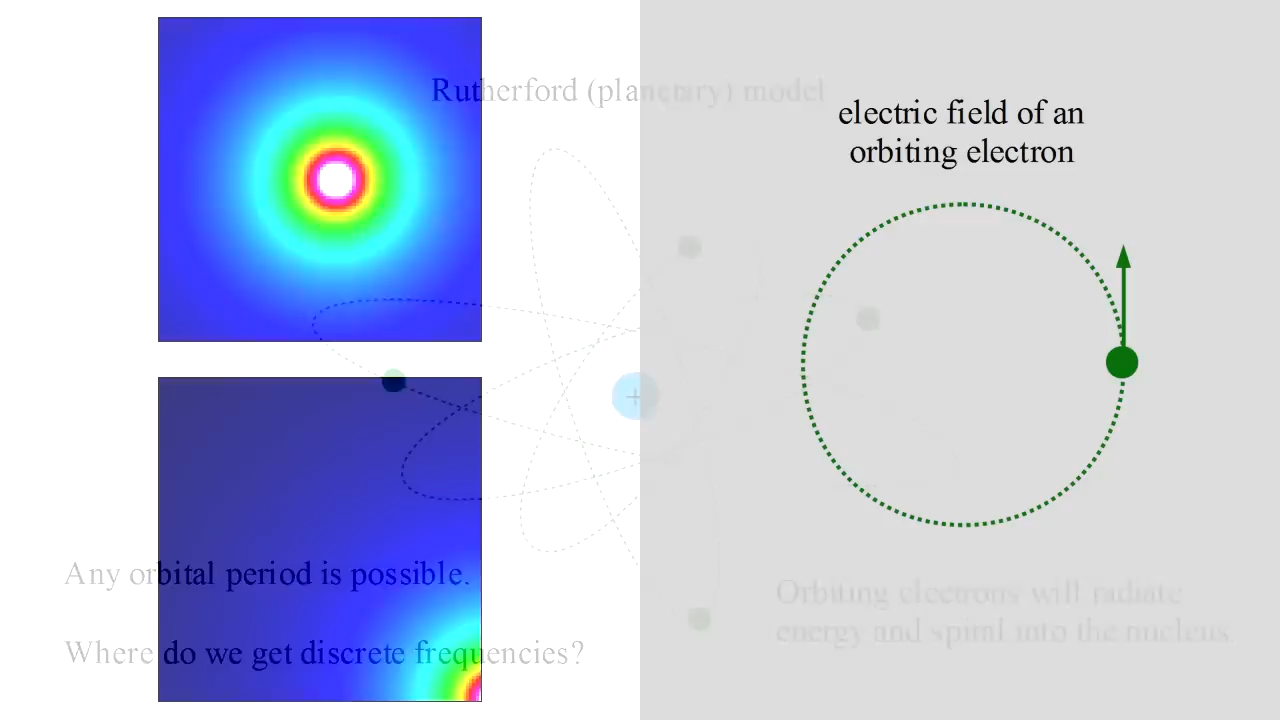 Rutherford (planetary) model
electric field of an
orbiting electron
+
Any orbital period is possible.
Where do we get discrete frequencies?
Orbiting electrons will radiate
energy and spiral into the nucleus